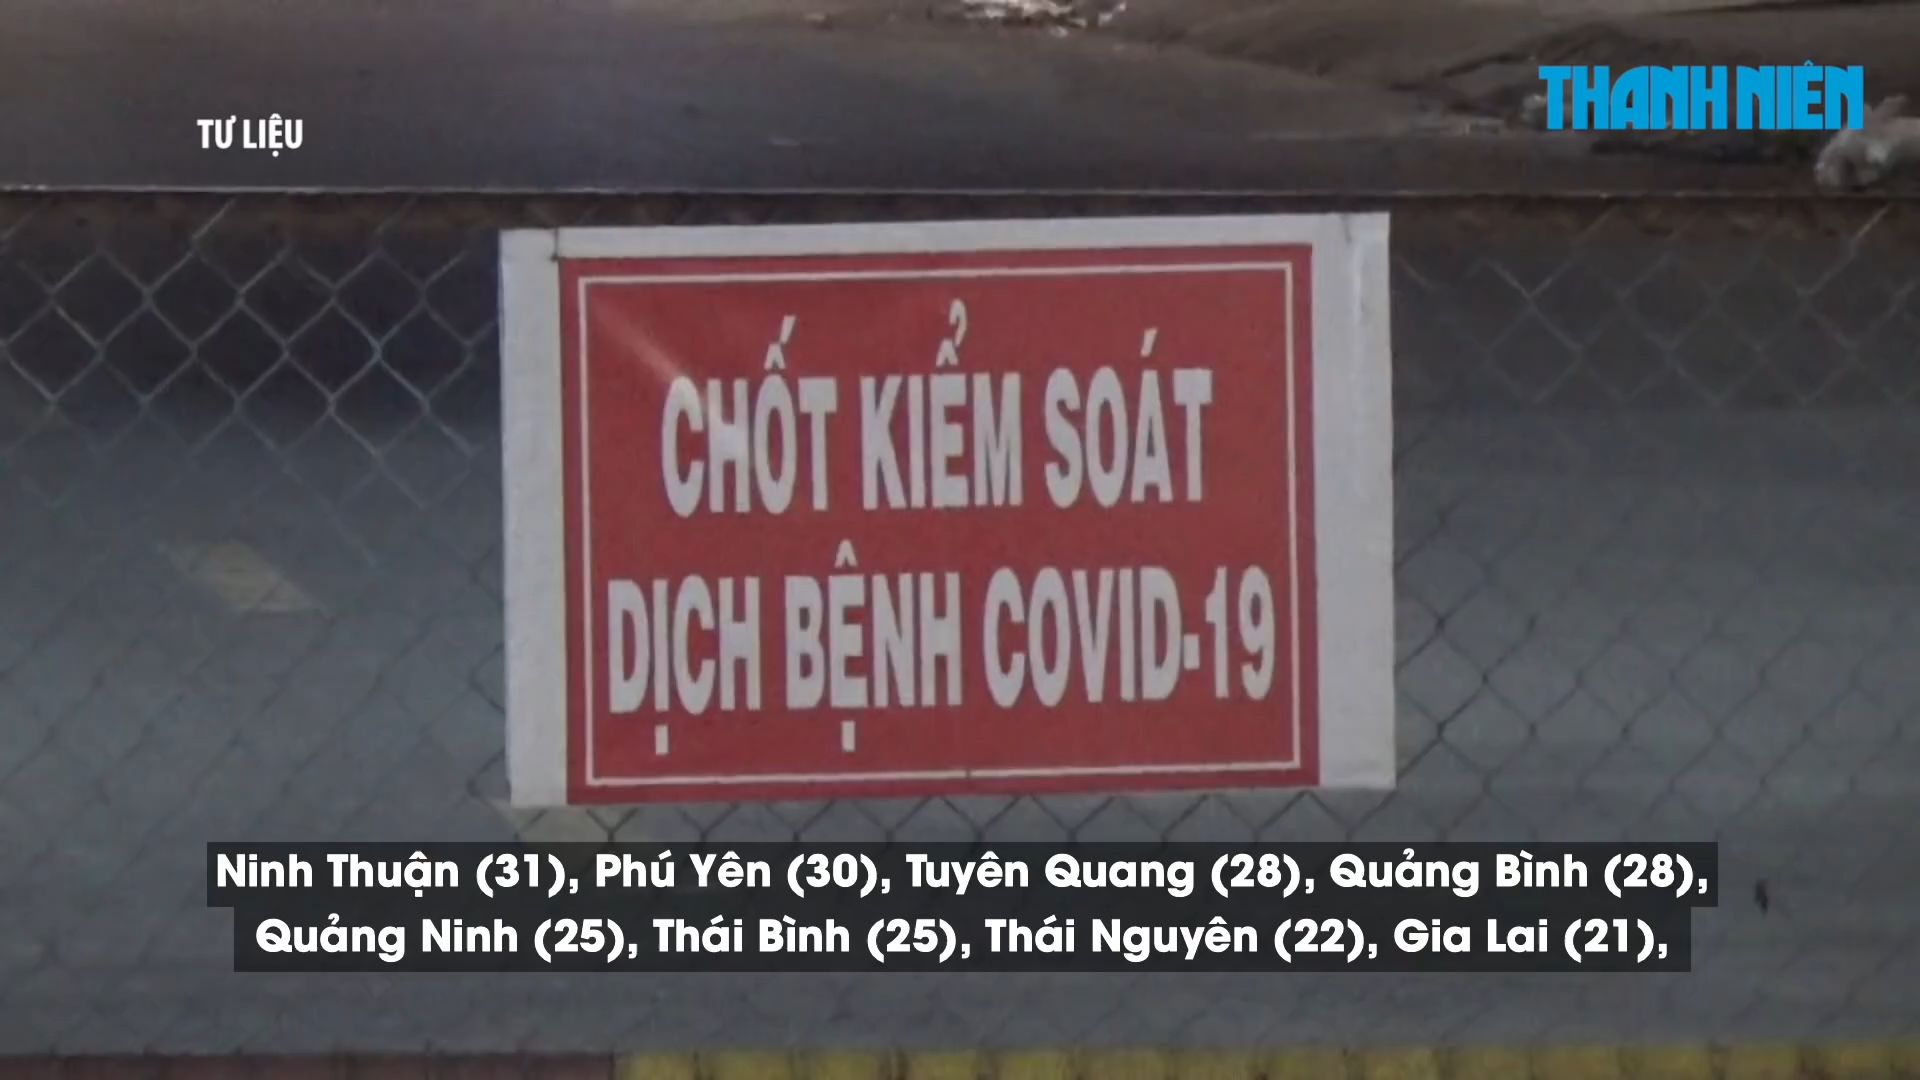 TƯ LIỆU
THANH NIÊN
CHỐT KIỂM SOÁT
DỊCH BỆNH COVID-19
Ninh Thuận (31), Phú Yên (30), Tuyên Quang (28), Quảng Bình (28),
Quảng Ninh (25), Thái Bình (25), Thái Nguyên (22), Gia Lai (21),